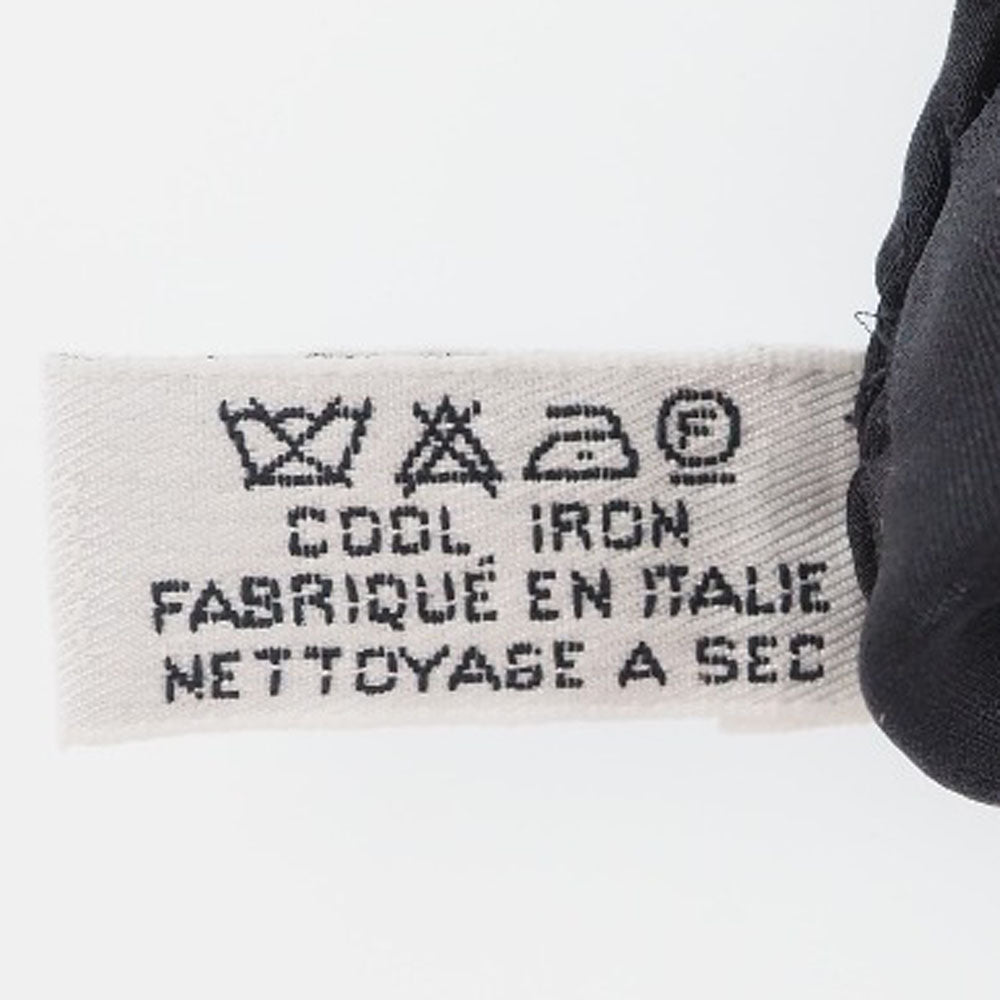 F
COOL IRON
FABRIQUÉ EN ITALIE
NETTOYAGE A SEC